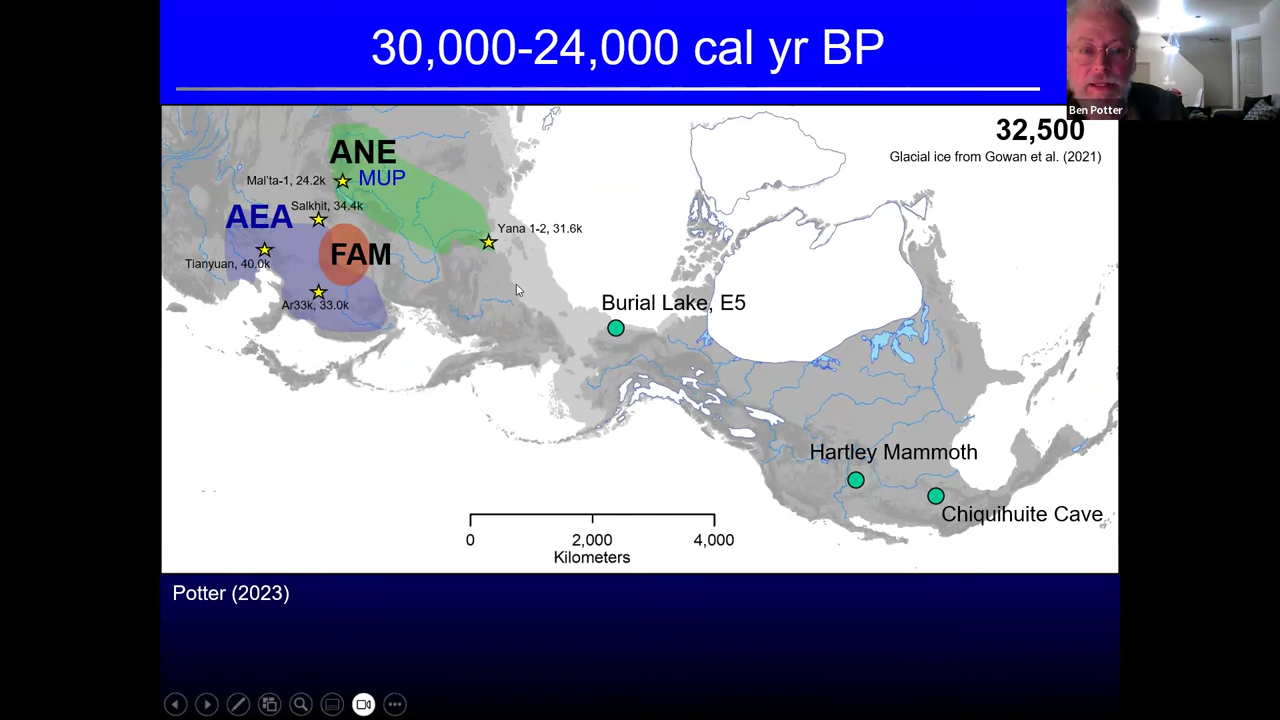 30,000-24,000 cal yr BP
Ben Potter
32,500
Glacial ice from Gowan et al. (2021)
ANE
Mal'ta-1, 24.2k
MUP
Salkhit, 34.4k
AEA
Yana 1-2, 31.6k
FAM
Tianyuan, 40.0k
Ar33k, 33.0k
Burial Lake, E5
Hartley Mammoth
Chiquihuite Cave
0 2,000 4,000
Kilometers
Potter (2023)